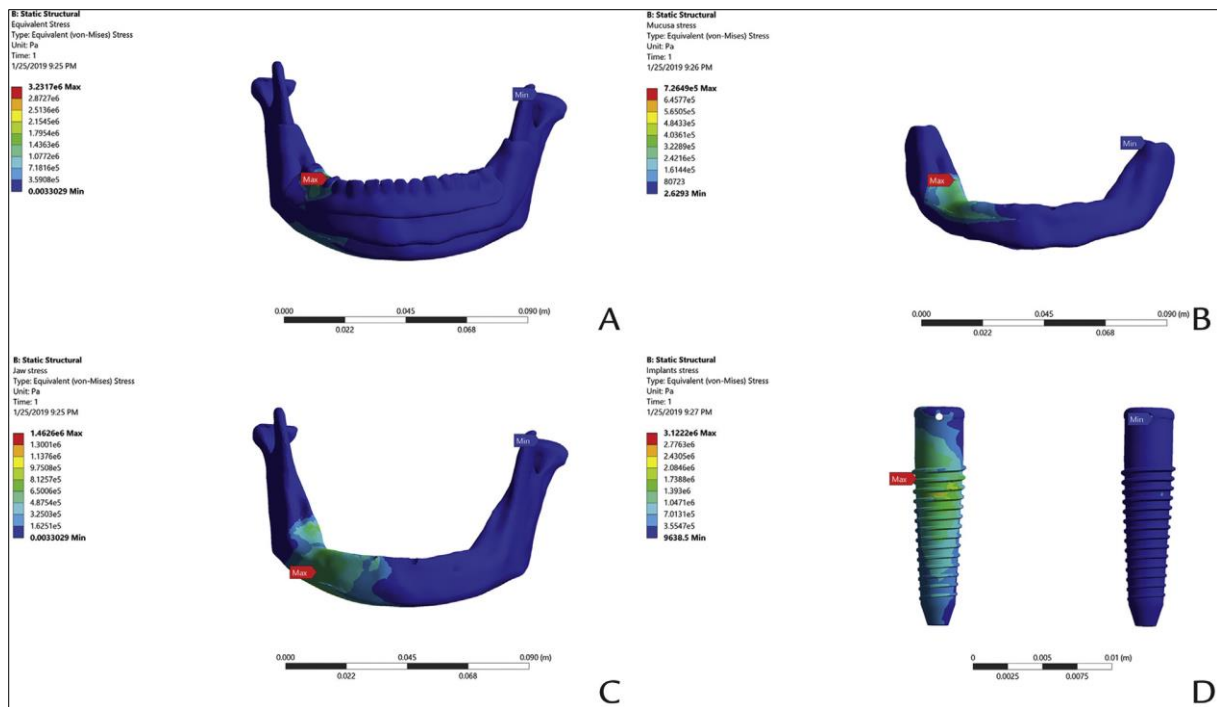 B: Static Structural
Equivalent Stress
Type: Equivalent (von-Mises) Stress
Unit: Pa
Time: 1
1/25/2019 9:25 PM
3.2317e6 Max
2.8727e6
2.5136e6
2.1545e6
1.7954e6
1.4363e6
1.0772e6
7.1816e5
3.5908e5
0.0033029 Min
Max
Min
0.000
0.045
0.090 (m)
0.022
0.068
A
B: Static Structural
Mucusa stress
Type: Equivalent (von-Mises) Stress
Unit: Pa
Time: 1
1/25/2019 9:26 PM
7.2649e5 Max
6.4577e5
5.6505e5
4.8433e5
4.0361e5
3.2289e5
2.4216e5
1.6144e5
80723
2.6293 Min
Max
Min
0.000
0.045
0.090 (m)
0.022
0.068
B
B: Static Structural
Jaw stress
Type: Equivalent (von-Mises) Stress
Unit: Pa
Time: 1
1/25/2019 9:25 PM
1.4626e6 Max
1.3001e6
1.1376e6
9.7508e5
8.1257e5
6.5006e5
4.8754e5
3.2503e5
1.6251e5
0.0033029 Min
Max
Min
0.000
0.045
0.090 (m)
0.022
0.068
C
B: Static Structural
Implants stress
Type: Equivalent (von-Mises) Stress
Unit: Pa
Time: 1
1/25/2019 9:27 PM
3.1222e6 Max
2.7763e6
2.4305e6
2.0846e6
1.7388e6
1.393e6
1.0471e6
7.0131e5
3.5547e5
9638.5 Min
Max
Min
0
0.005
0.01 (m)
0.0025
0.0075
D